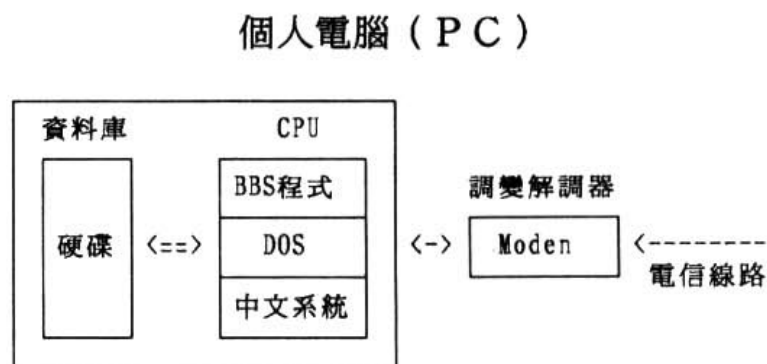 個人電腦（ＰＣ）
資料庫 CPU
BBS程式
調變解調器
硬碟 <==> DOS <-> Moden <--------
電信線路
中文系統